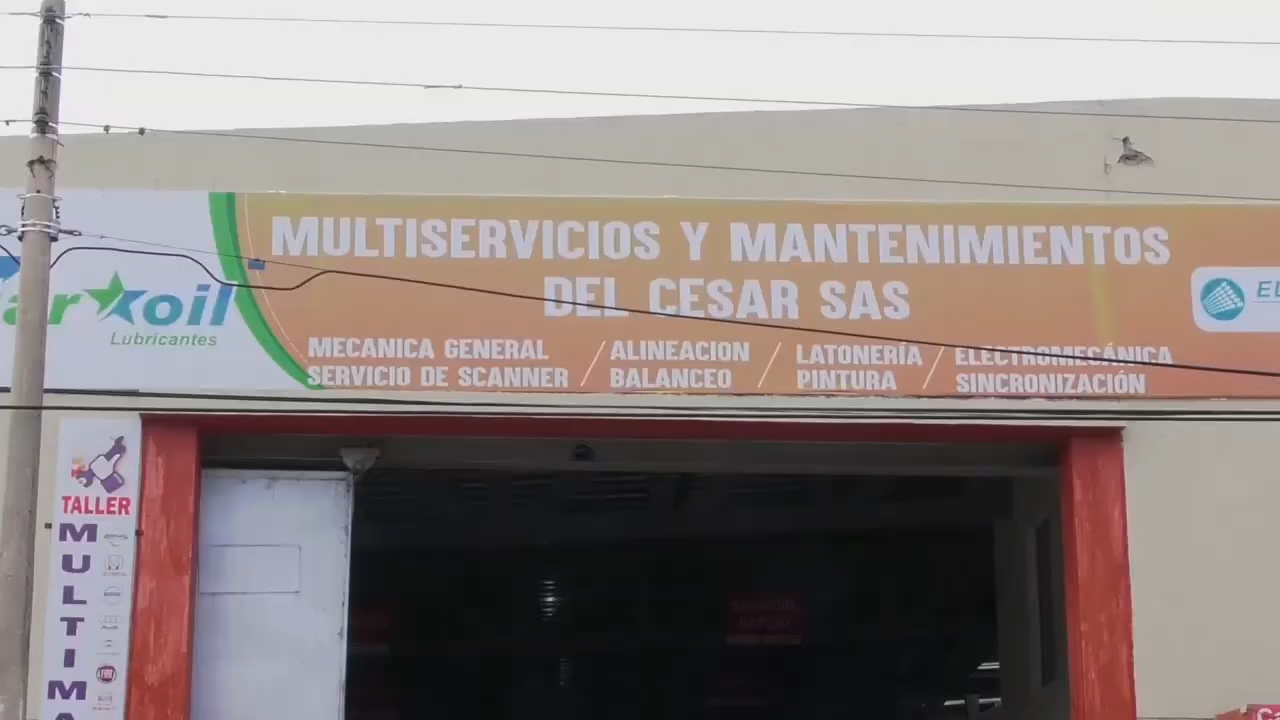 MULTISERVICIOS Y MANTENIMIENTOS
DEL CESAR SAS
MECANICA GENERAL
SERVICIO DE SCANNER
ALINEACION
BALANCEO
LATONERÍA
PINTURA
ELECTROMECÁNICA
SINCRONIZACIÓN
ar oil
Lubricantes
EL
TALLER
MULTIMA